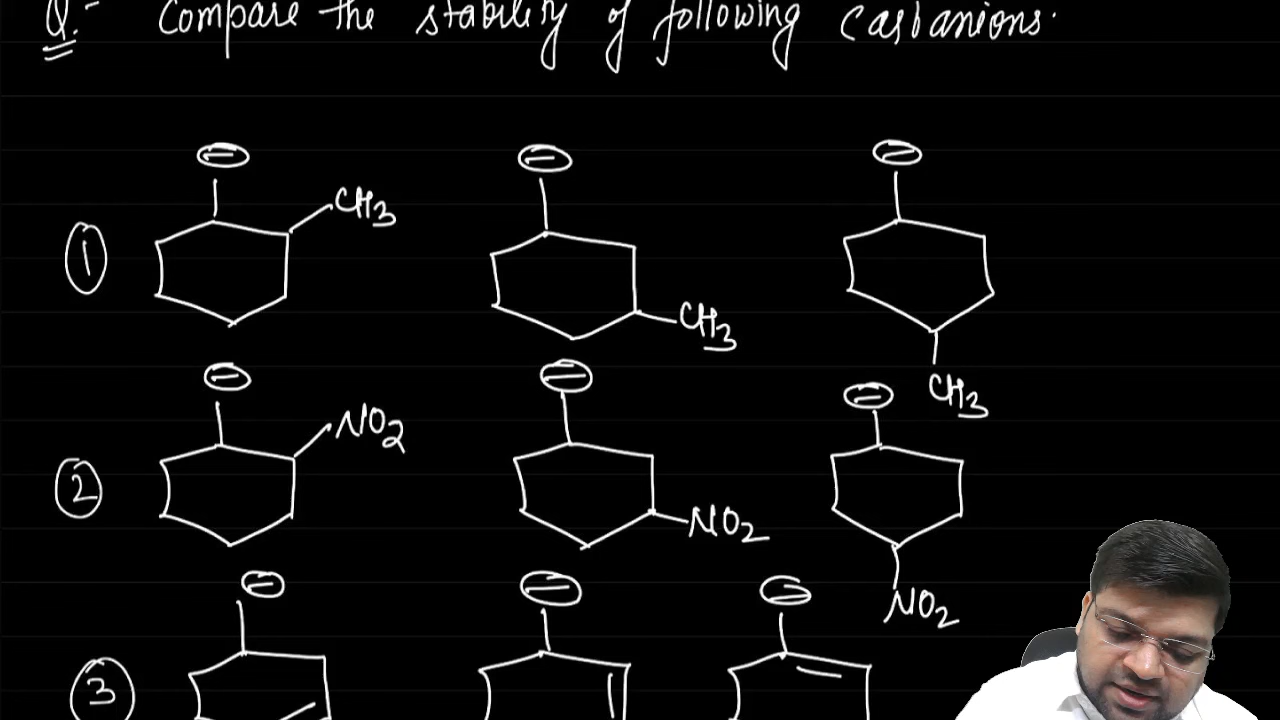 Q:- Compare the stability of following carbanions.
⊖ ⊖ ⊖
① CH3 CH3 CH3
⊖ ⊖ ⊖
② NO2 NO2 NO2
⊖ ⊖ ⊖
③